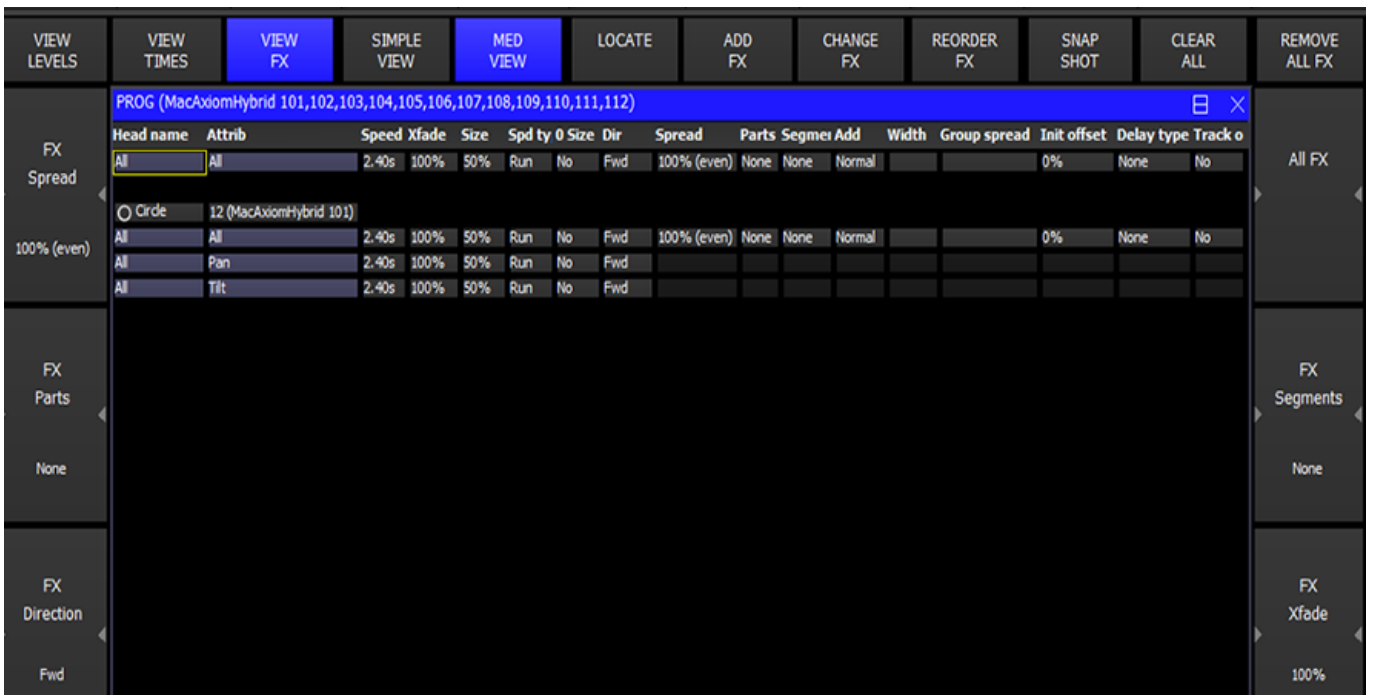 VIEW LEVELS
VIEW TIMES
VIEW FX
SIMPLE VIEW
MED VIEW
LOCATE
ADD FX
CHANGE FX
REORDER FX
SNAP SHOT
CLEAR ALL
REMOVE ALL FX
PROG (MacAxiomHybrid 101,102,103,104,105,106,107,108,109,110,111,112)
Head name Attrib Speed Xfade Size Spd ty 0 Size Dir Spread Parts Segmer Add Width Group spread Init offset Delay type Track o
All All 2.40s 100% 50% Run No Fwd 100% (even) None None Normal 0% None No
Circle 12 (MacAxiomHybrid 101)
All All 2.40s 100% 50% Run No Fwd 100% (even) None None Normal 0% None No
All Pan 2.40s 100% 50% Run No Fwd
All Tilt 2.40s 100% 50% Run No Fwd
FX
Spread
100% (even)
FX
Parts
None
FX
Direction
Fwd
All FX
FX
Segments
None
FX
Xfade
100%